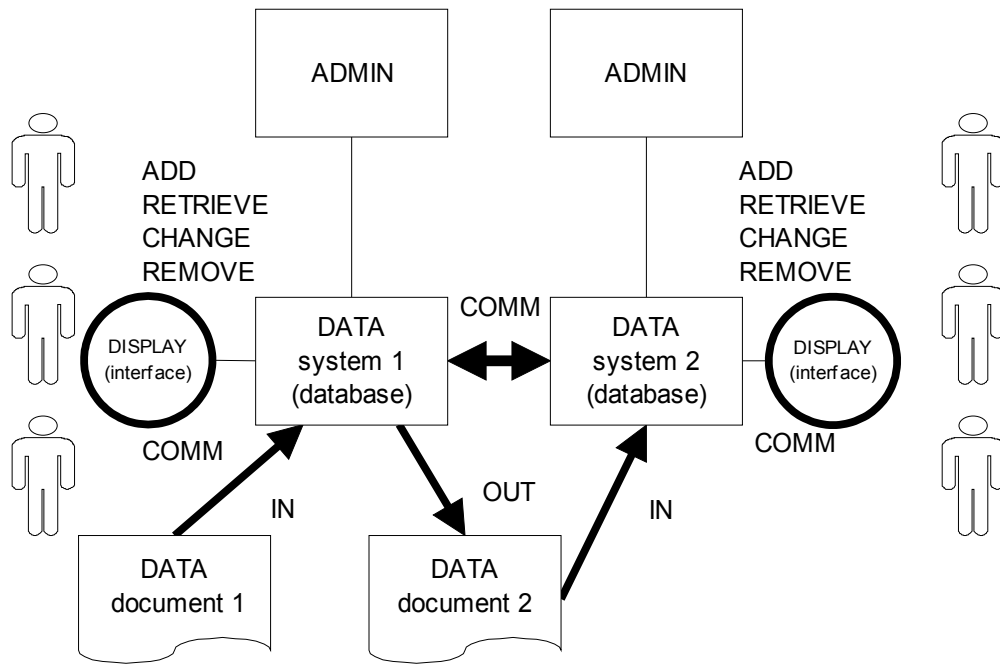 ADMIN
ADMIN
ADD
RETRIEVE
CHANGE
REMOVE
ADD
RETRIEVE
CHANGE
REMOVE
DISPLAY
(interface)
DATA
system 1
(database)
COMM
DATA
system 2
(database)
DISPLAY
(interface)
COMM
COMM
IN
OUT
IN
DATA
document 1
DATA
document 2